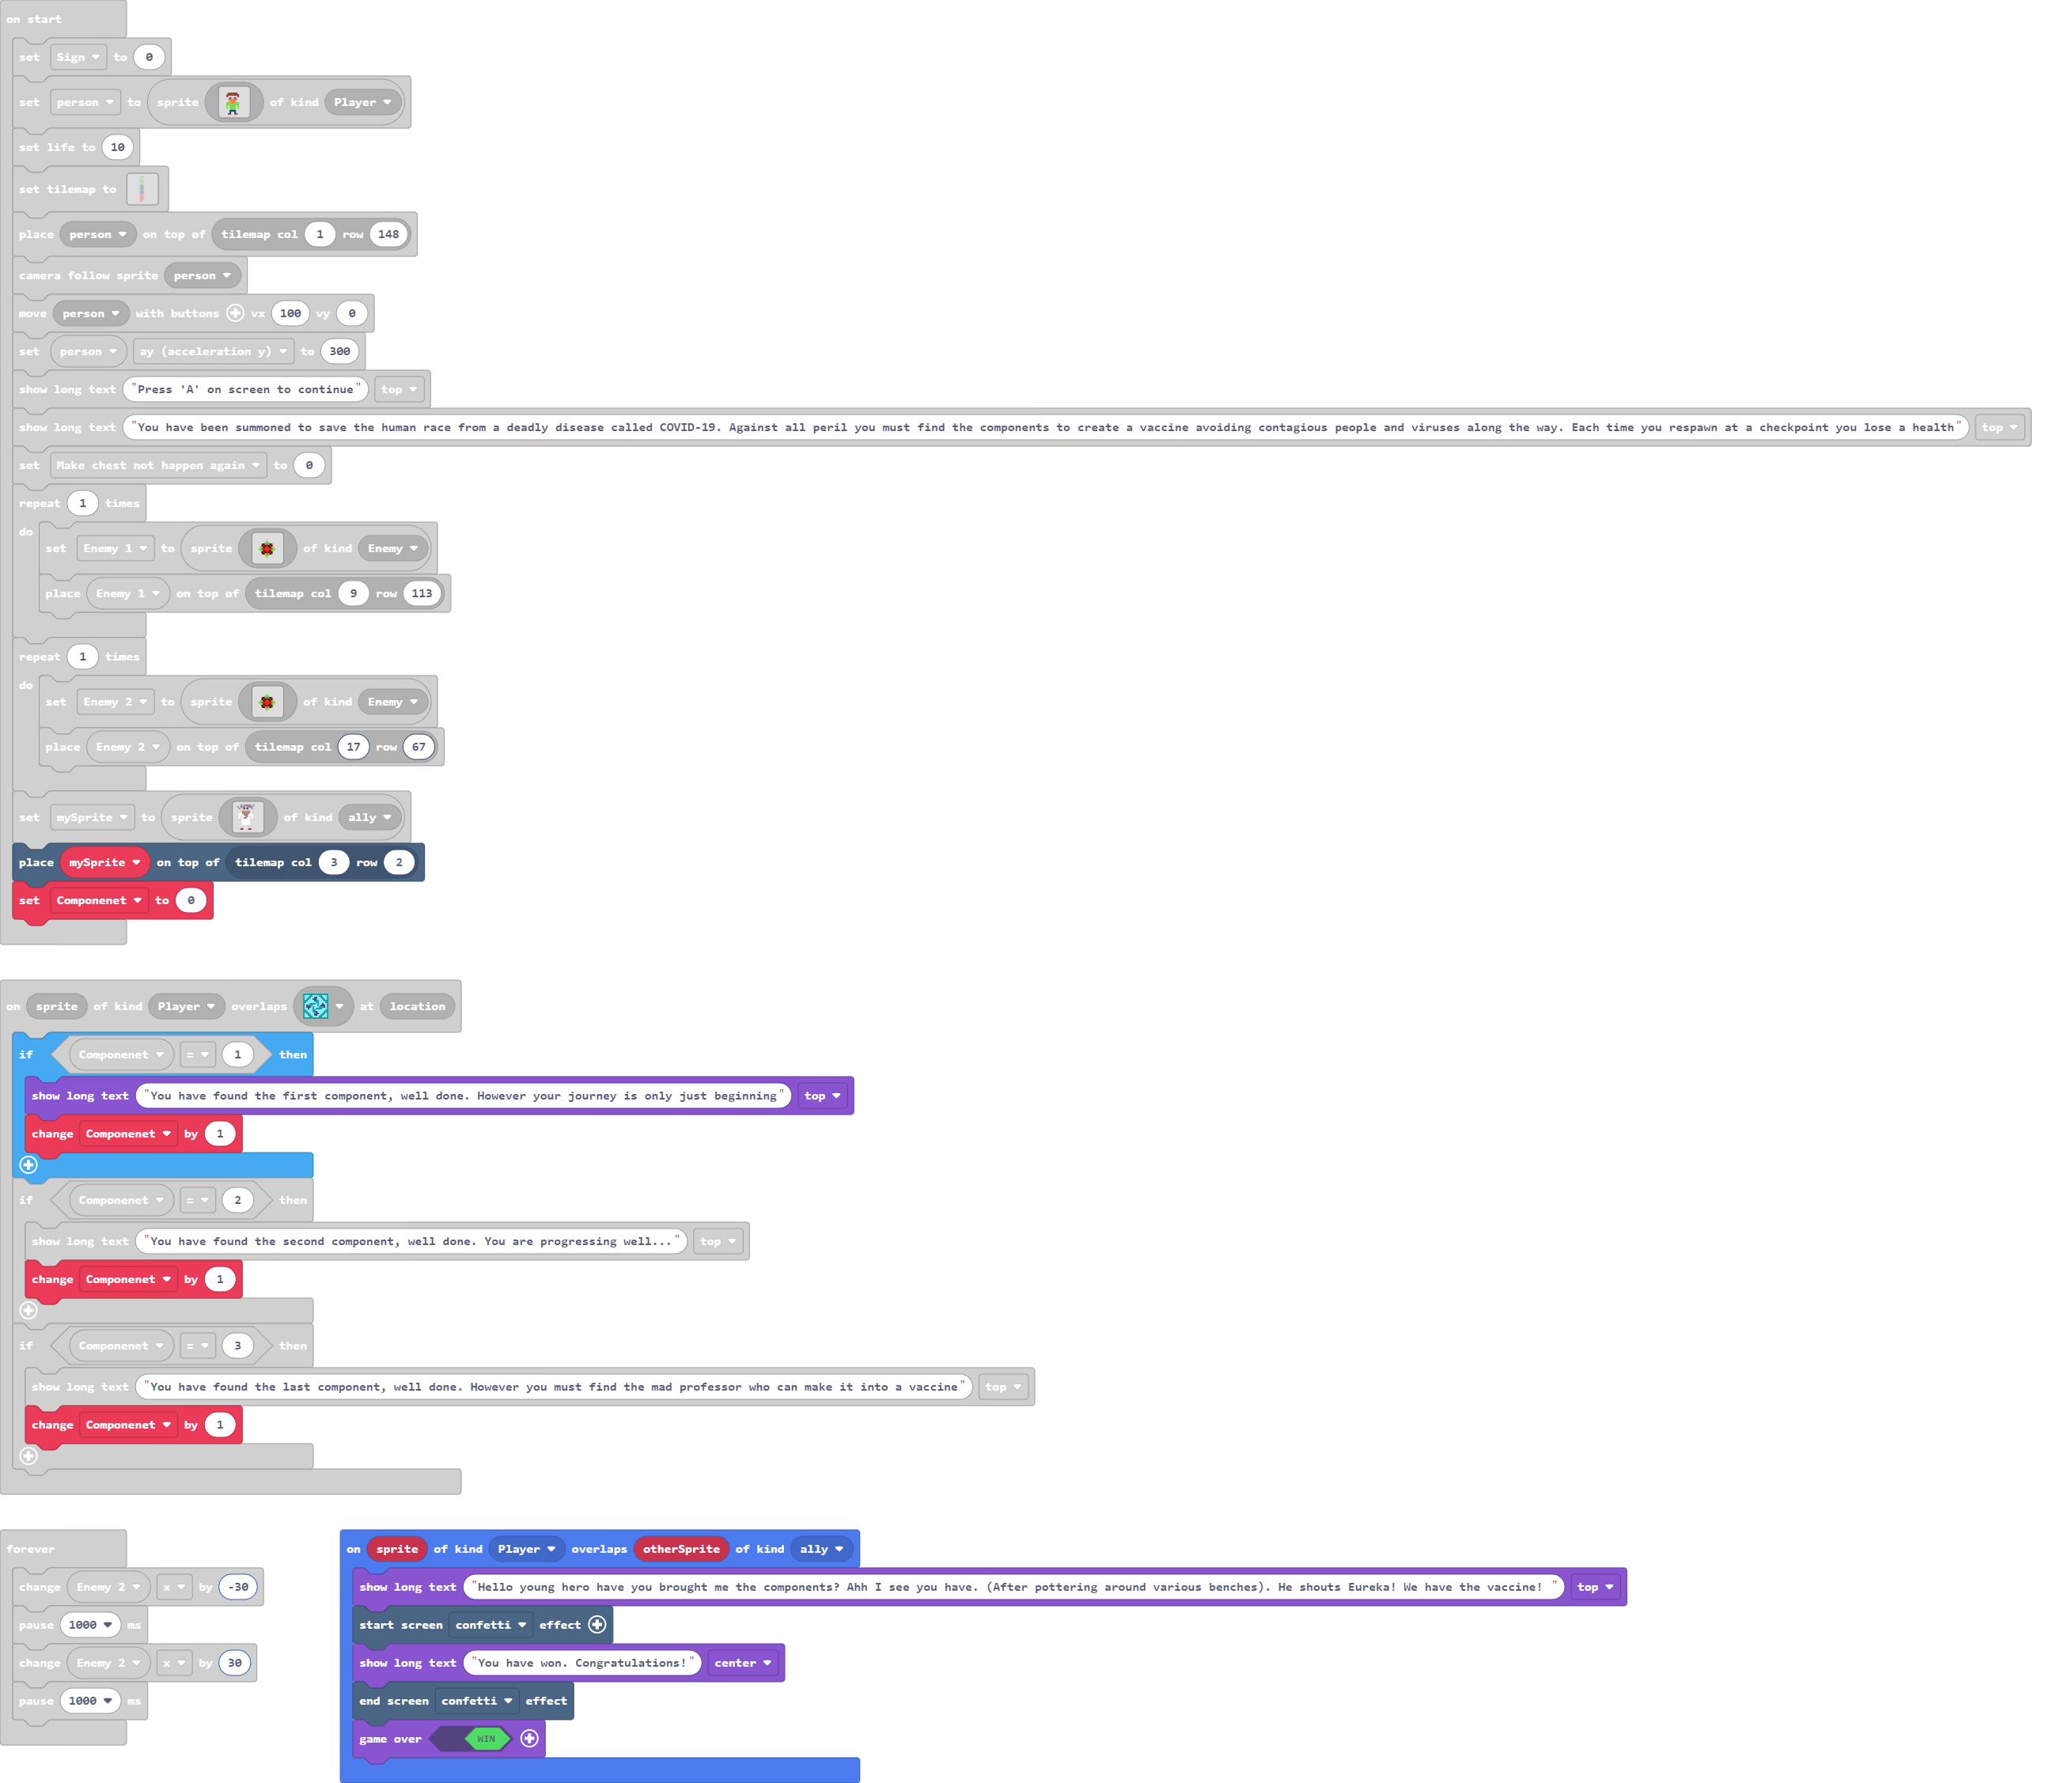 on start
set Sign to 0
set person to sprite of kind Player
set life to 10
set tilemap to
place person on top of tilemap col 1 row 148
camera follow sprite person
move person with buttons vx 100 vy 0
set person ay (acceleration y) to 300
show long text "Press 'A' on screen to continue" top
show long text "You have been summoned to save the human race from a deadly disease called COVID-19. Against all peril you must find the components to create a vaccine avoiding contagious people and viruses along the way. Each time you respawn at a checkpoint you lose a health" top
set Make chest not happen again to 0
repeat 1 times
do
set Enemy 1 to sprite of kind Enemy
place Enemy 1 on top of tilemap col 9 row 113
repeat 1 times
do
set Enemy 2 to sprite of kind Enemy
place Enemy 2 on top of tilemap col 17 row 67
set mySprite to sprite of kind ally
place mySprite on top of tilemap col 3 row 2
set Componenet to 0
on sprite of kind Player overlaps at location
if Componenet = 1 then
show long text "You have found the first component, well done. However your journey is only just beginning" top
change Componenet by 1
if Componenet = 2 then
show long text "You have found the second component, well done. You are progressing well..." top
change Componenet by 1
if Componenet = 3 then
show long text "You have found the last component, well done. However you must find the mad professor who can make it into a vaccine" top
change Componenet by 1
forever
change Enemy 2 x by -30
pause 1000 ms
change Enemy 2 x by 30
pause 1000 ms
on sprite of kind Player overlaps otherSprite of kind ally
show long text "Hello young hero have you brought me the components? Ahh I see you have. (After pottering around various benches). He shouts Eureka! We have the vaccine! " top
start screen confetti effect
show long text "You have won. Congratulations!" center
end screen confetti effect
game over WIN